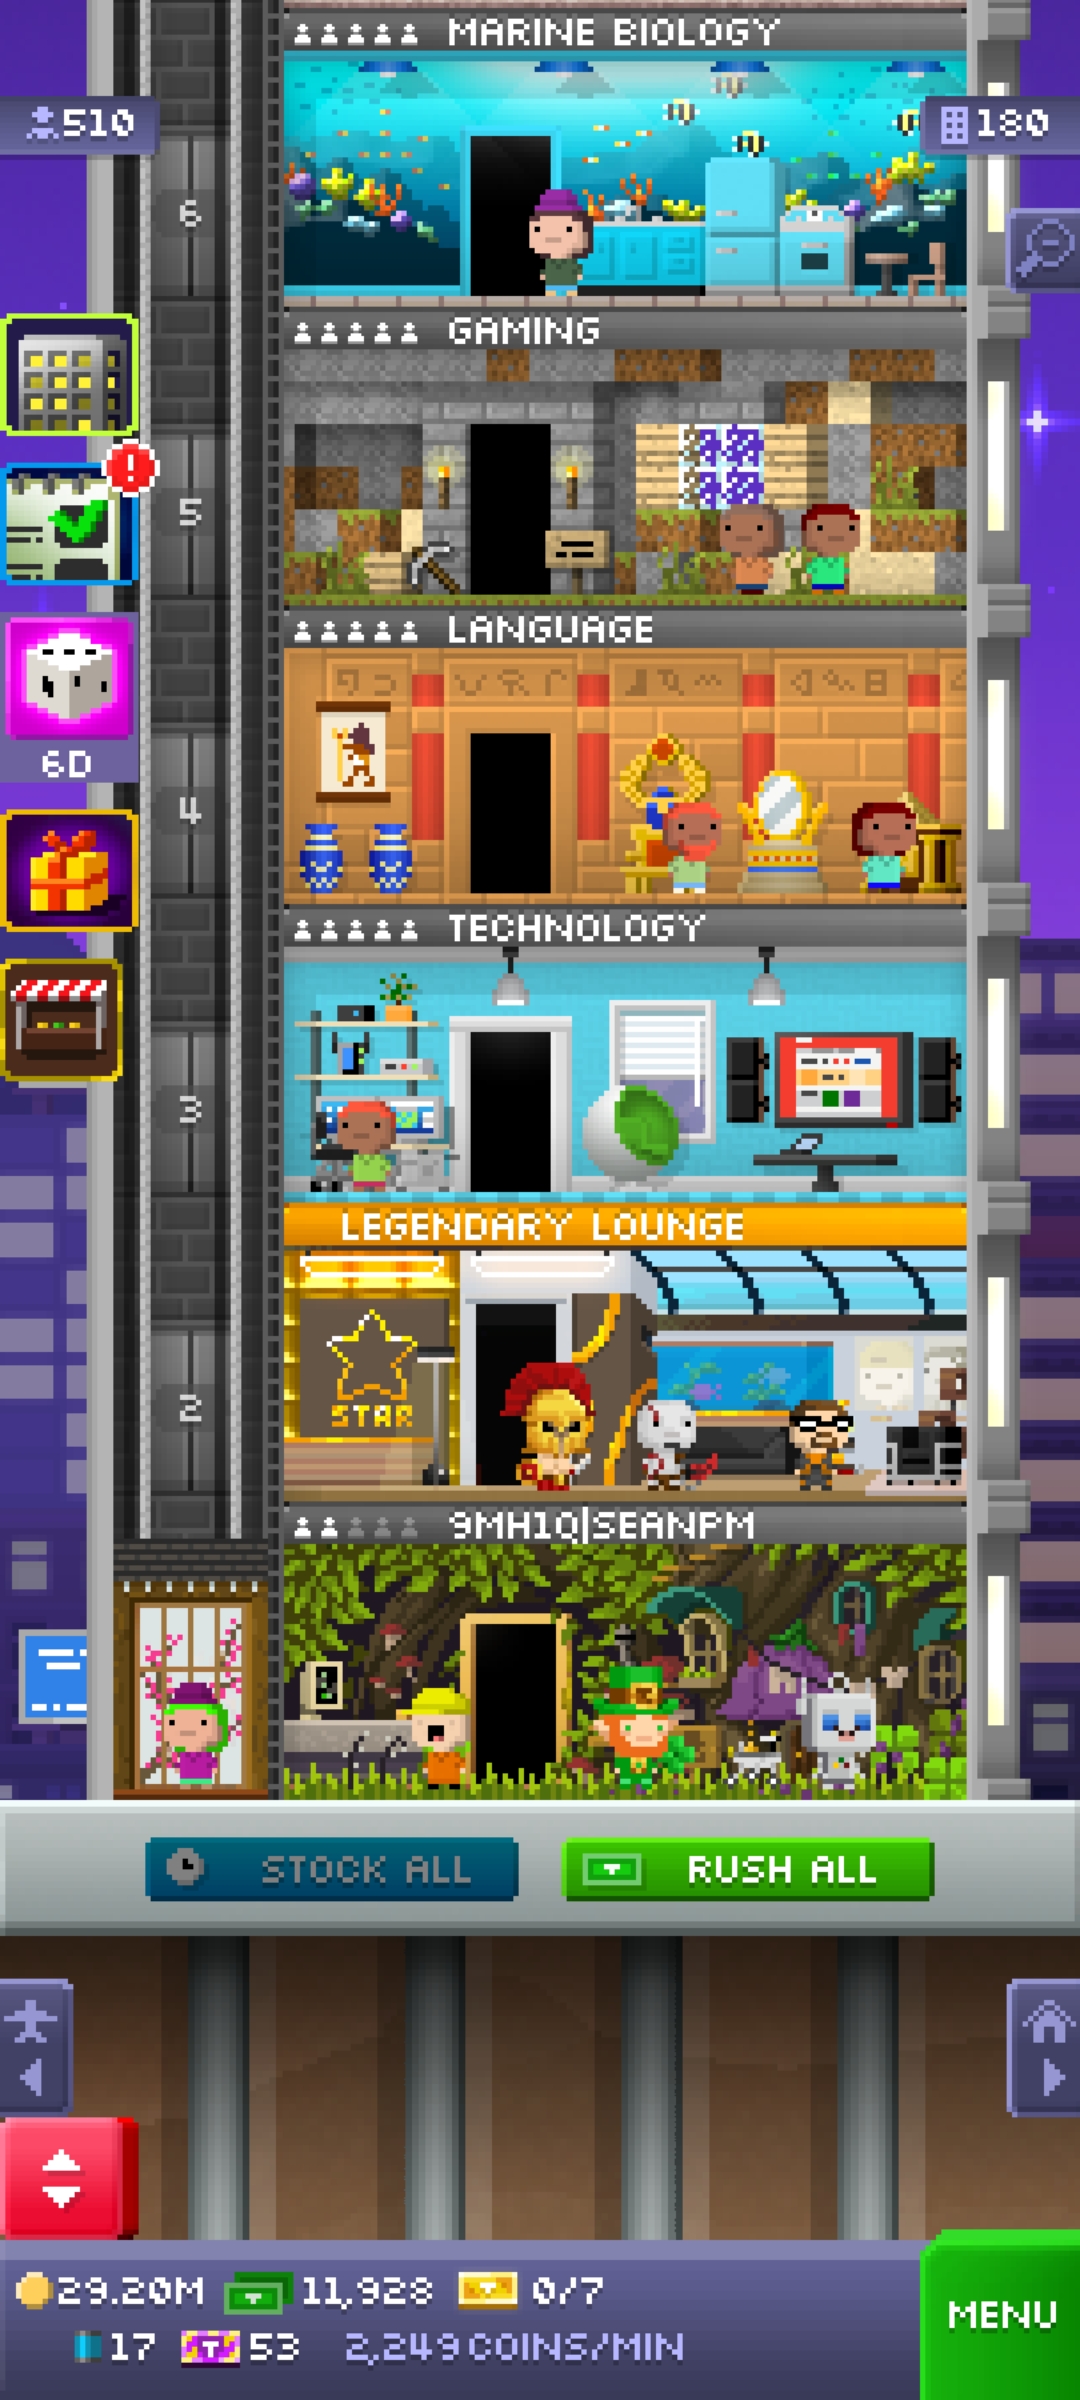 MARINE BIOLOGY
510
180
6
GAMING
5
LANGUAGE
6D
4
TECHNOLOGY
3
LEGENDARY LOUNGE
STAR
2
9MH1Q|SEANPM
STOCK ALL
RUSH ALL
29.20M
11,928
0/7
MENU
17
53
2,249 COINS/MIN